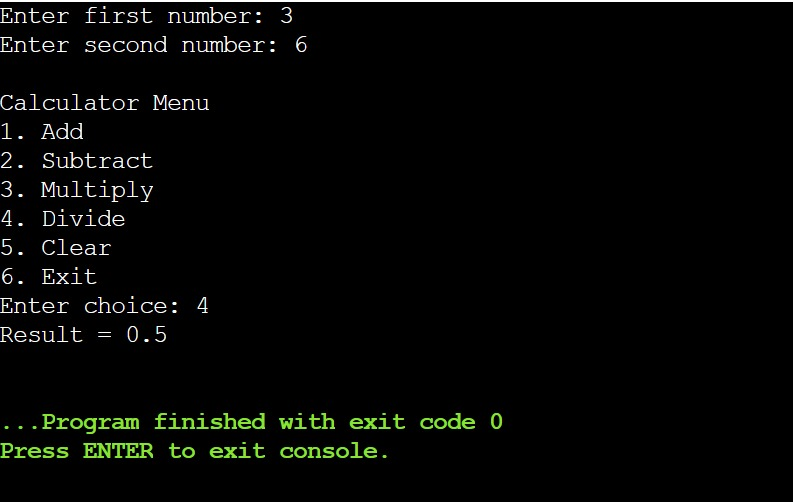 Enter first number: 3
Enter second number: 6
Calculator Menu
1. Add
2. Subtract
3. Multiply
4. Divide
5. Clear
6. Exit
Enter choice: 4
Result = 0.5
...Program finished with exit code 0
Press ENTER to exit console.